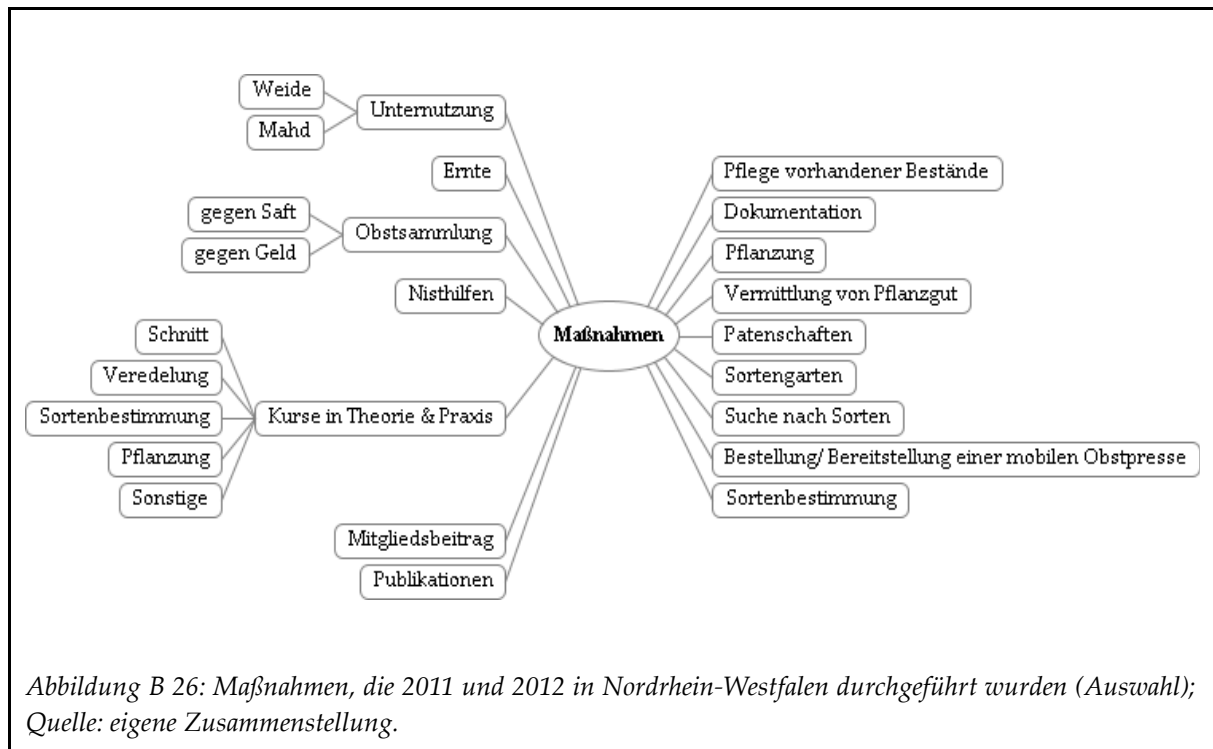 Weide
Mahd
Unternutzung
Ernte
gegen Saft
gegen Geld
Obstsammlung
Nisthilfen
Schnitt
Veredelung
Sortenbestimmung
Pflanzung
Sonstige
Kurse in Theorie & Praxis
Mitgliedsbeitrag
Publikationen
Maßnahmen
Pflege vorhandener Bestände
Dokumentation
Pflanzung
Vermittlung von Pflanzgut
Patenschaften
Sortengarten
Suche nach Sorten
Bestellung/ Bereitstellung einer mobilen Obstpresse
Sortenbestimmung
Abbildung B 26: Maßnahmen, die 2011 und 2012 in Nordrhein-Westfalen durchgeführt wurden (Auswahl);
Quelle: eigene Zusammenstellung.